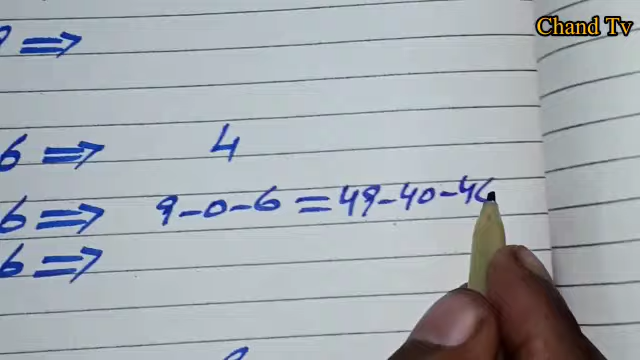 Chand Tv
⇒
6 ⇒ 4
6 ⇒ 9-0-6 = 49-40-46
6 ⇒